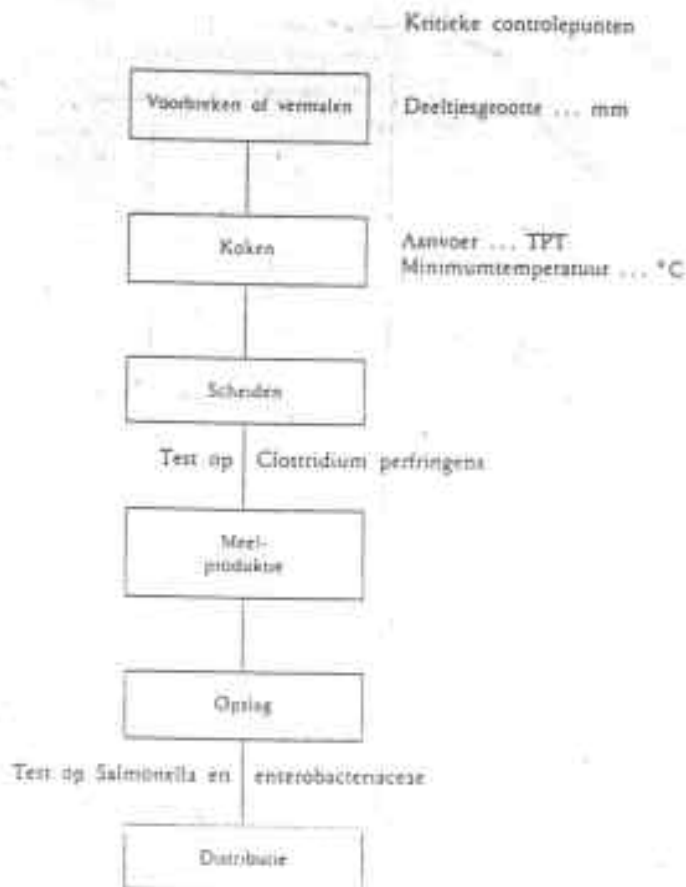 Kritieke controlepunten
Voorbreken of vermalen
Deeltjesgrootte ... mm
Koken
Aanvoer ... TPT
Minimumtemperatuur ... °C
Scheiden
Test op Clostridium perfringens
Meel-
produktie
Opslag
Test op Salmonella en enterobacteriaceae
Distributie